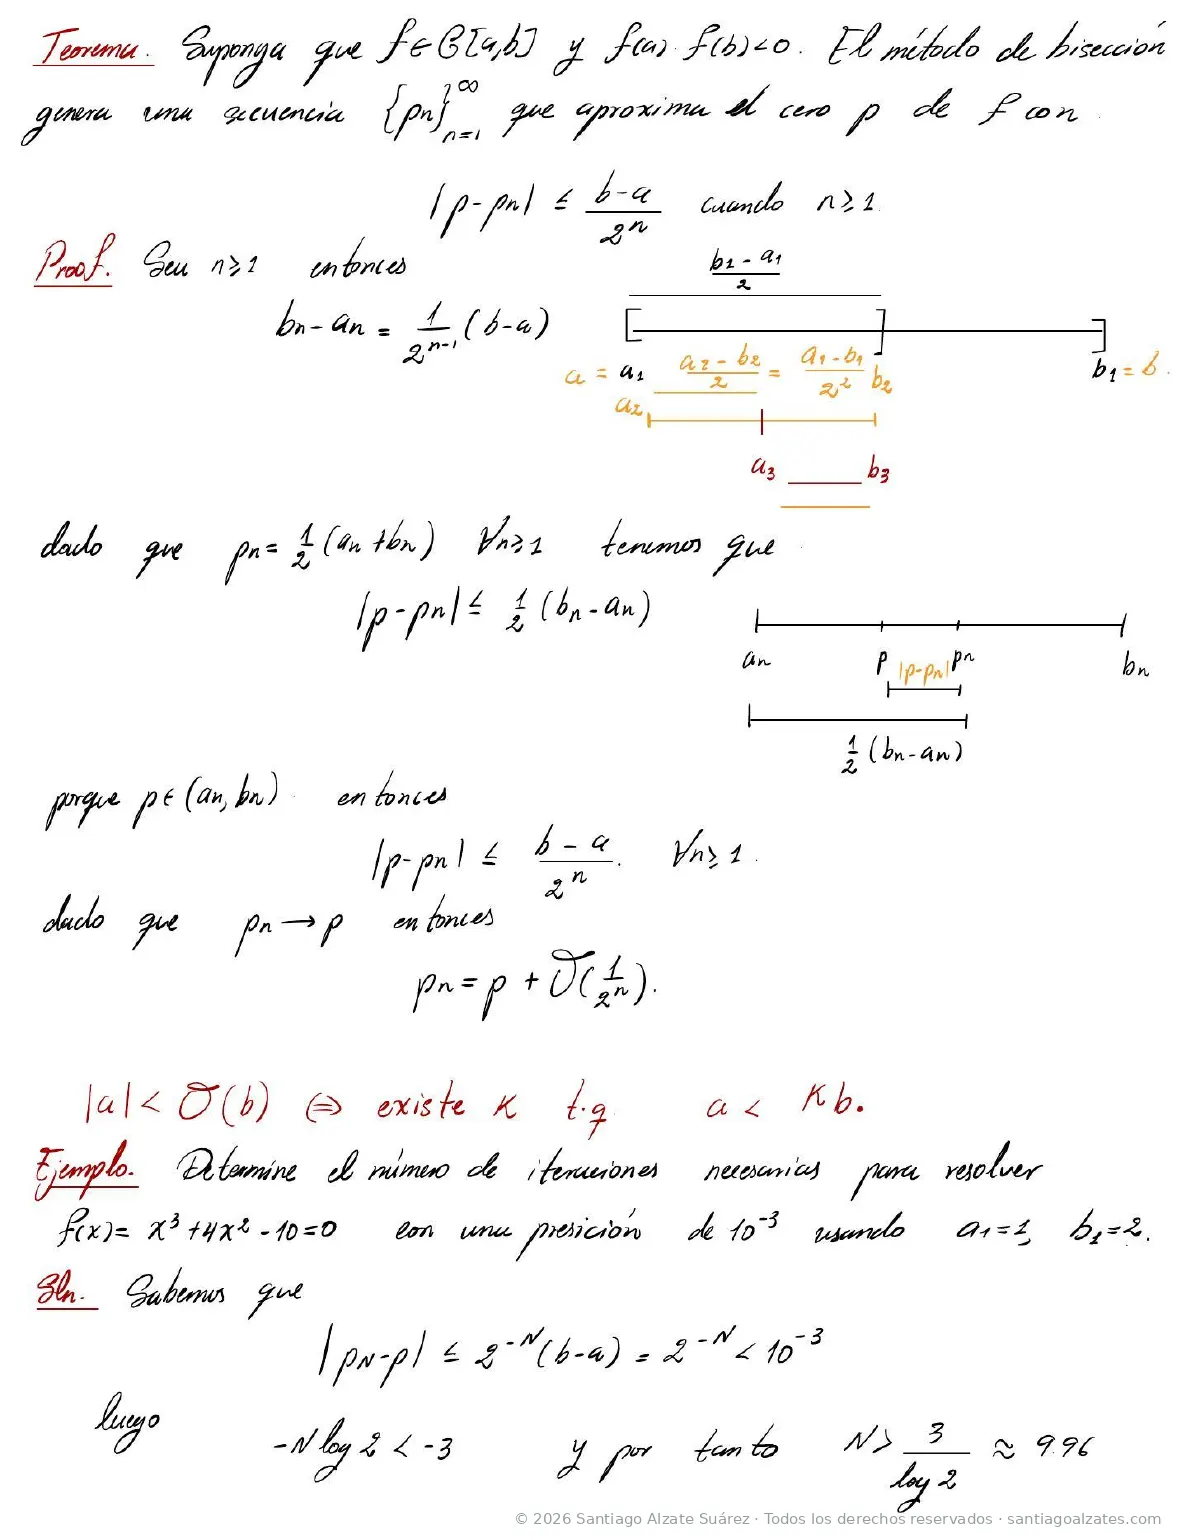 Teorema. Suponga que f ∈ C[a,b] y f(a)·f(b)<0. El método de bisección
genera una secuencia {pn}_{n=1}^∞ que aproxima el cero p de f con
|p-pn| ≤ (b-a)/2^n cuando n≥1
Proof. Sea n≥1 entonces
(b1-a1)/2
bn-an = 1/2^{n-1} (b-a)
a = a1 (a2-b2)/2 = (a1-b1)/2^2 b2 b1 = b.
a2
a3 b3
dado que pn = 1/2 (an+bn) ∀n≥1 tenemos que
|p-pn| ≤ 1/2 (bn-an)
an p |p-pn| pn bn
1/2 (bn-an)
porque p ∈ (an, bn) entonces
|p-pn| ≤ (b-a)/2^n. ∀n≥1.
dado que pn → p entonces
pn = p + O(1/2^n).
|a| < O(b) ⇔ existe K t.q a < Kb.
Ejemplo. Determine el número de iteraciones necesarias para resolver
f(x)= x^3+4x^2-10=0 con una presición de 10^{-3} usando a1=1, b1=2.
Sln. Sabemos que
|pN-p| ≤ 2^{-N}(b-a) = 2^{-N} < 10^{-3}
luego
-N log 2 < -3 y por tanto N > 3/log 2 ≈ 9.96
© 2026 Santiago Alzate Suárez · Todos los derechos reservados · santiagoalzates.com